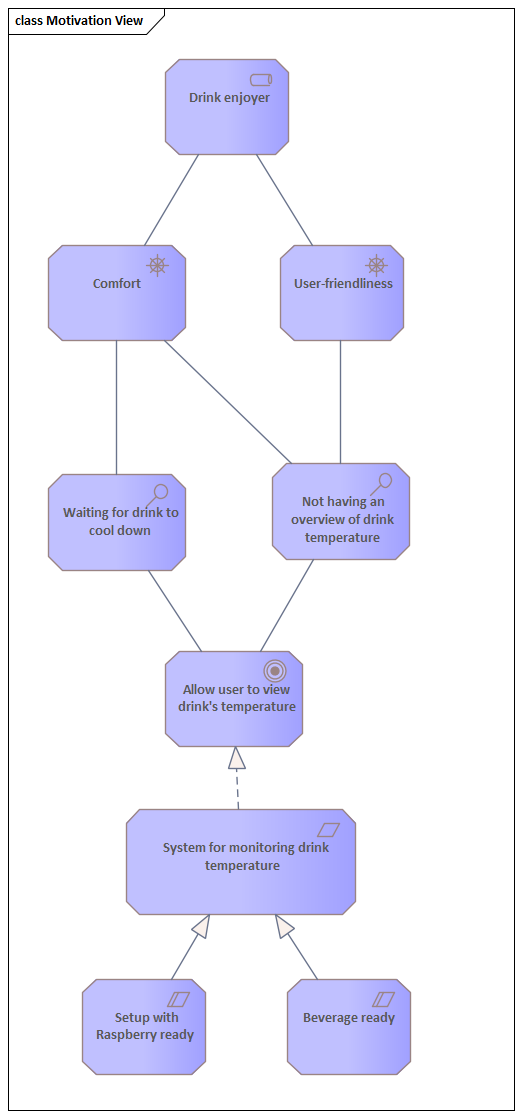 class Motivation View
Drink enjoyer
Comfort
User-friendliness
Waiting for drink to
cool down
Not having an
overview of drink
temperature
Allow user to view
drink's temperature
System for monitoring drink
temperature
Setup with
Raspberry ready
Beverage ready